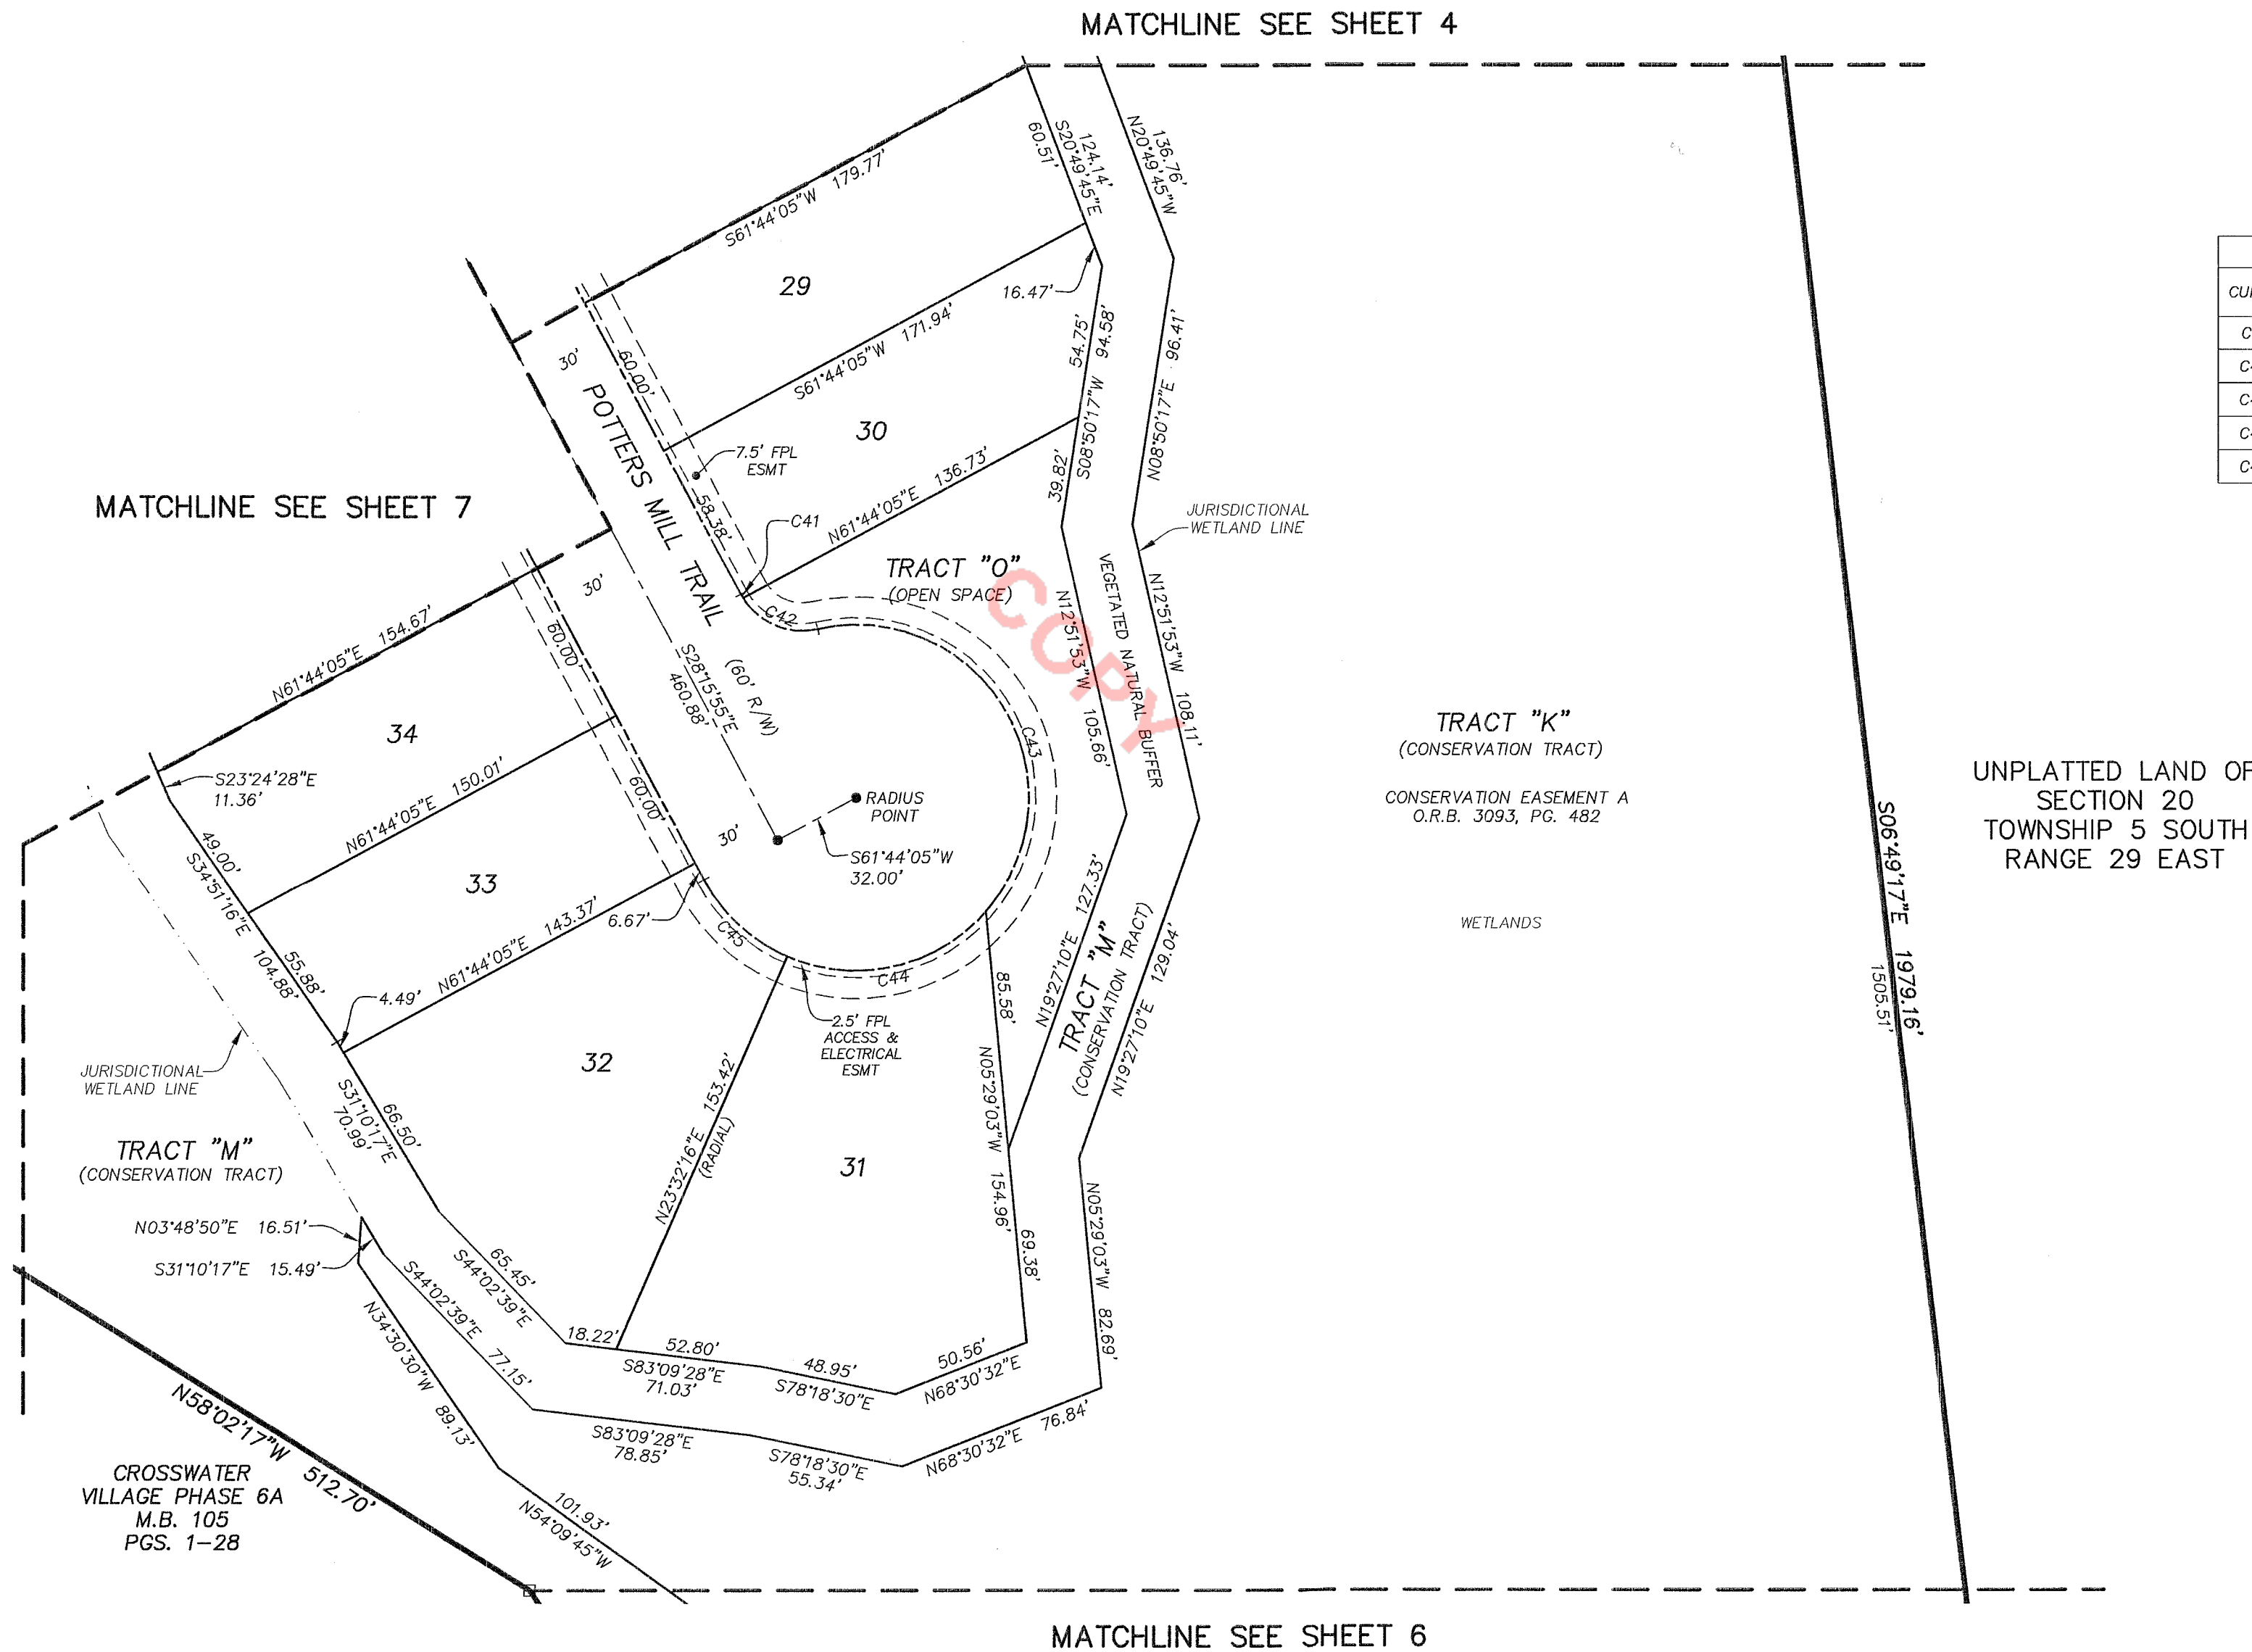 MATCHLINE SEE SHEET 4
136.76'
N20°49'45"W
124.14'
S20°49'45"E
60.51'
S61°44'05"W 179.77'
29
16.47'
S61°44'05"W 171.94'
30'
60.00'
30
54.75'
S08°50'17"W 94.58'
39.82'
N08°50'17"E 96.41'
7.5' FPL
ESMT
58.38'
C41
N61°44'05"E 136.73'
POTTERS MILL TRAIL
(60' R/W)
JURISDICTIONAL
WETLAND LINE
MATCHLINE SEE SHEET 7
TRACT "O"
(OPEN SPACE)
COPY
C42
C43
VEGETATED NATURAL BUFFER
N12°51'53"W 105.66'
N12°51'53"W 108.11'
30'
60.00'
S28°15'55"E
460.88'
N61°44'05"E 154.67'
34
S23°24'28"E
11.36'
N61°44'05"E 150.01'
49.00'
S34°51'16"E 104.88'
55.88'
33
60.00'
30'
RADIUS
POINT
S61°44'05"W
32.00'
6.67'
N61°44'05"E 143.37'
4.49'
C45
C44
2.5' FPL
ACCESS &
ELECTRICAL
ESMT
TRACT "K"
(CONSERVATION TRACT)
CONSERVATION EASEMENT A
O.R.B. 3093, PG. 482
WETLANDS
UNPLATTED LAND OF
SECTION 20
TOWNSHIP 5 SOUTH
RANGE 29 EAST
S06°49'17"E 1979.16'
1505.51'
N19°27'10"E 127.33'
TRACT "M"
(CONSERVATION TRACT)
N19°27'10"E 129.04'
85.58'
N05°29'03"W 154.96'
69.38'
N05°29'03"W 82.69'
JURISDICTIONAL
WETLAND LINE
32
66.50'
S31°10'17"E
70.99'
N23°32'16"E 153.42'
(RADIAL)
31
TRACT "M"
(CONSERVATION TRACT)
N03°48'50"E 16.51'
S31°10'17"E 15.49'
65.45'
S44°02'39"E
S44°02'39"E 77.15'
18.22'
52.80'
S83°09'28"E
71.03'
48.95'
S78°18'30"E
50.56'
N68°30'32"E
N34°30'30"W 89.13'
S83°09'28"E
78.85'
S78°18'30"E
55.34'
N68°30'32"E 76.84'
N58°02'17"W 512.70'
CROSSWATER
VILLAGE PHASE 6A
M.B. 105
PGS. 1-28
101.93'
N54°09'45"W
MATCHLINE SEE SHEET 6